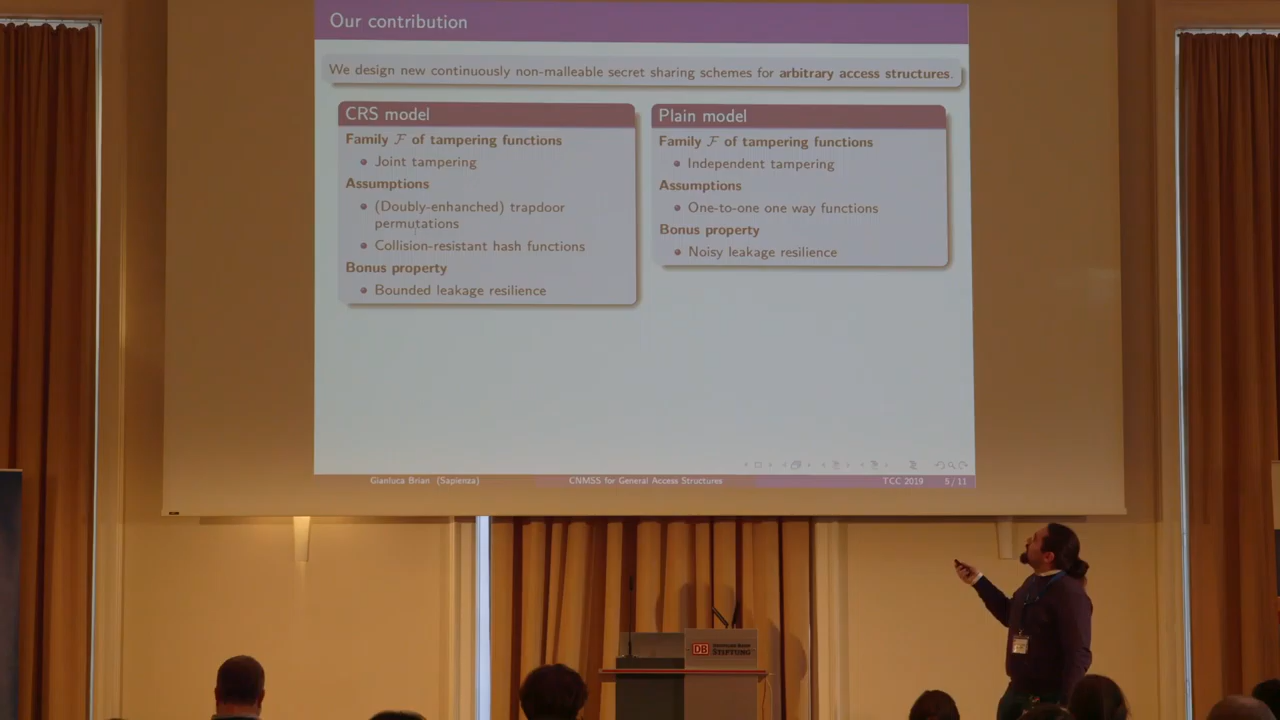 Our contribution
We design new continuously non-malleable secret sharing schemes for arbitrary access structures.
CRS model
Family F of tampering functions
Joint tampering
Assumptions
(Doubly-enhanched) trapdoor
permutations
Collision-resistant hash functions
Bonus property
Bounded leakage resilience
Plain model
Family F of tampering functions
Independent tampering
Assumptions
One-to-one one way functions
Bonus property
Noisy leakage resilience
Gianluca Brian (Sapienza) CNMSS for General Access Structures TCC 2019 5 / 11
DB
STIFTUNG